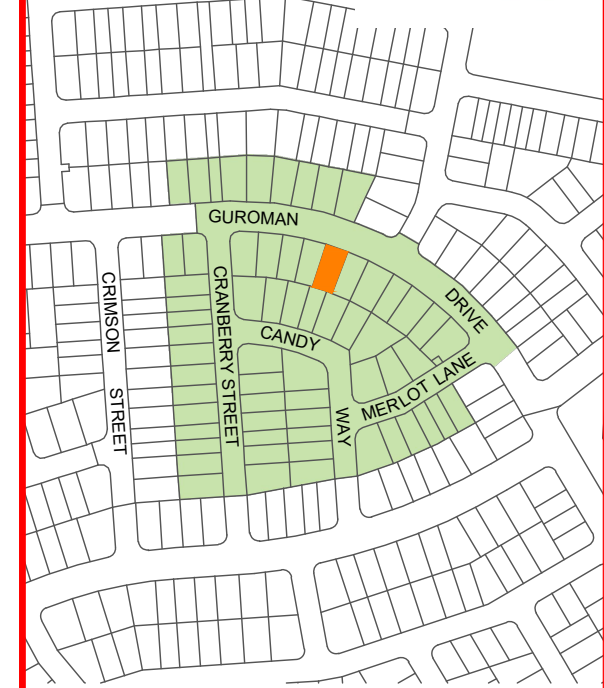 GUROMAN
DRIVE
CRIMSON
STREET
CRANBERRY STREET
CANDY
WAY
MERLOT LANE